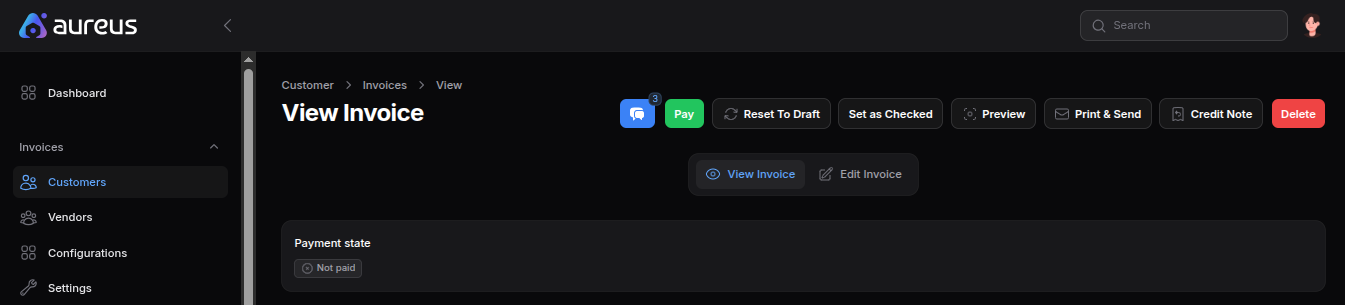 aureus
Search
Dashboard
Invoices
Customers
Vendors
Configurations
Settings
Customer > Invoices > View
View Invoice
3
Pay
Reset To Draft
Set as Checked
Preview
Print & Send
Credit Note
Delete
View Invoice
Edit Invoice
Payment state
Not paid